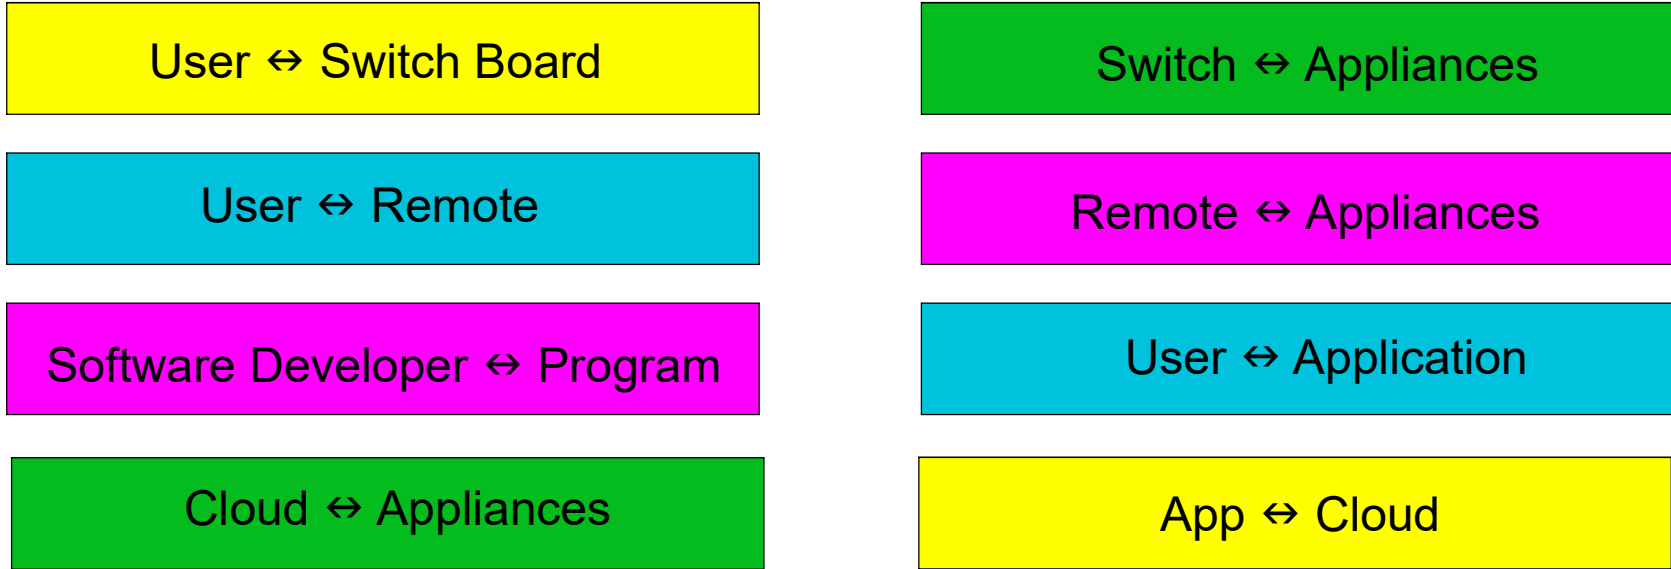 User ↔ Switch Board
Switch ↔ Appliances
User ↔ Remote
Remote ↔ Appliances
Software Developer ↔ Program
User ↔ Application
Cloud ↔ Appliances
App ↔ Cloud